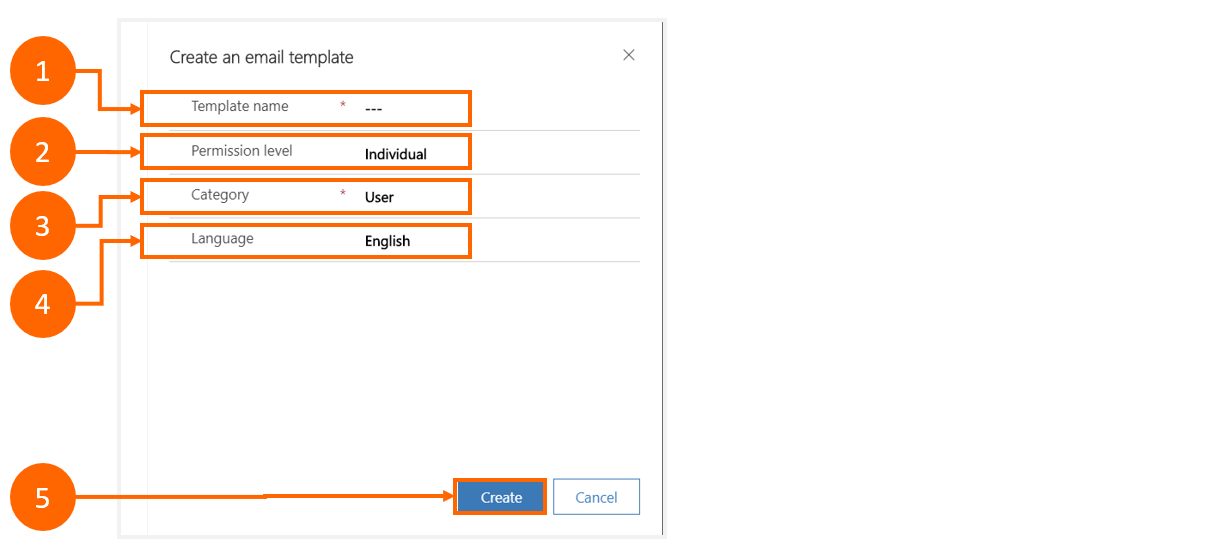 Create an email template
1
Template name * ---
2
Permission level Individual
3
Category * User
4
Language English
5
Create Cancel